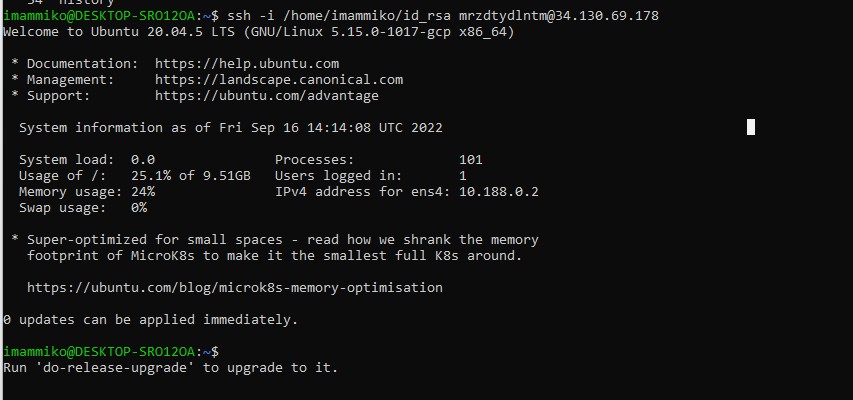 54  history
imammiko@DESKTOP-SRO12OA:~$ ssh -i /home/imammiko/id_rsa mrzdtydlntm@34.130.69.178
Welcome to Ubuntu 20.04.5 LTS (GNU/Linux 5.15.0-1017-gcp x86_64)

 * Documentation:  https://help.ubuntu.com
 * Management:     https://landscape.canonical.com
 * Support:        https://ubuntu.com/advantage

  System information as of Fri Sep 16 14:14:08 UTC 2022

  System load:  0.0               Processes:             101
  Usage of /:   25.1% of 9.51GB   Users logged in:       1
  Memory usage: 24%               IPv4 address for ens4: 10.188.0.2
  Swap usage:   0%

 * Super-optimized for small spaces - read how we shrank the memory
   footprint of MicroK8s to make it the smallest full K8s around.

   https://ubuntu.com/blog/microk8s-memory-optimisation

0 updates can be applied immediately.

imammiko@DESKTOP-SRO12OA:~$
Run 'do-release-upgrade' to upgrade to it.